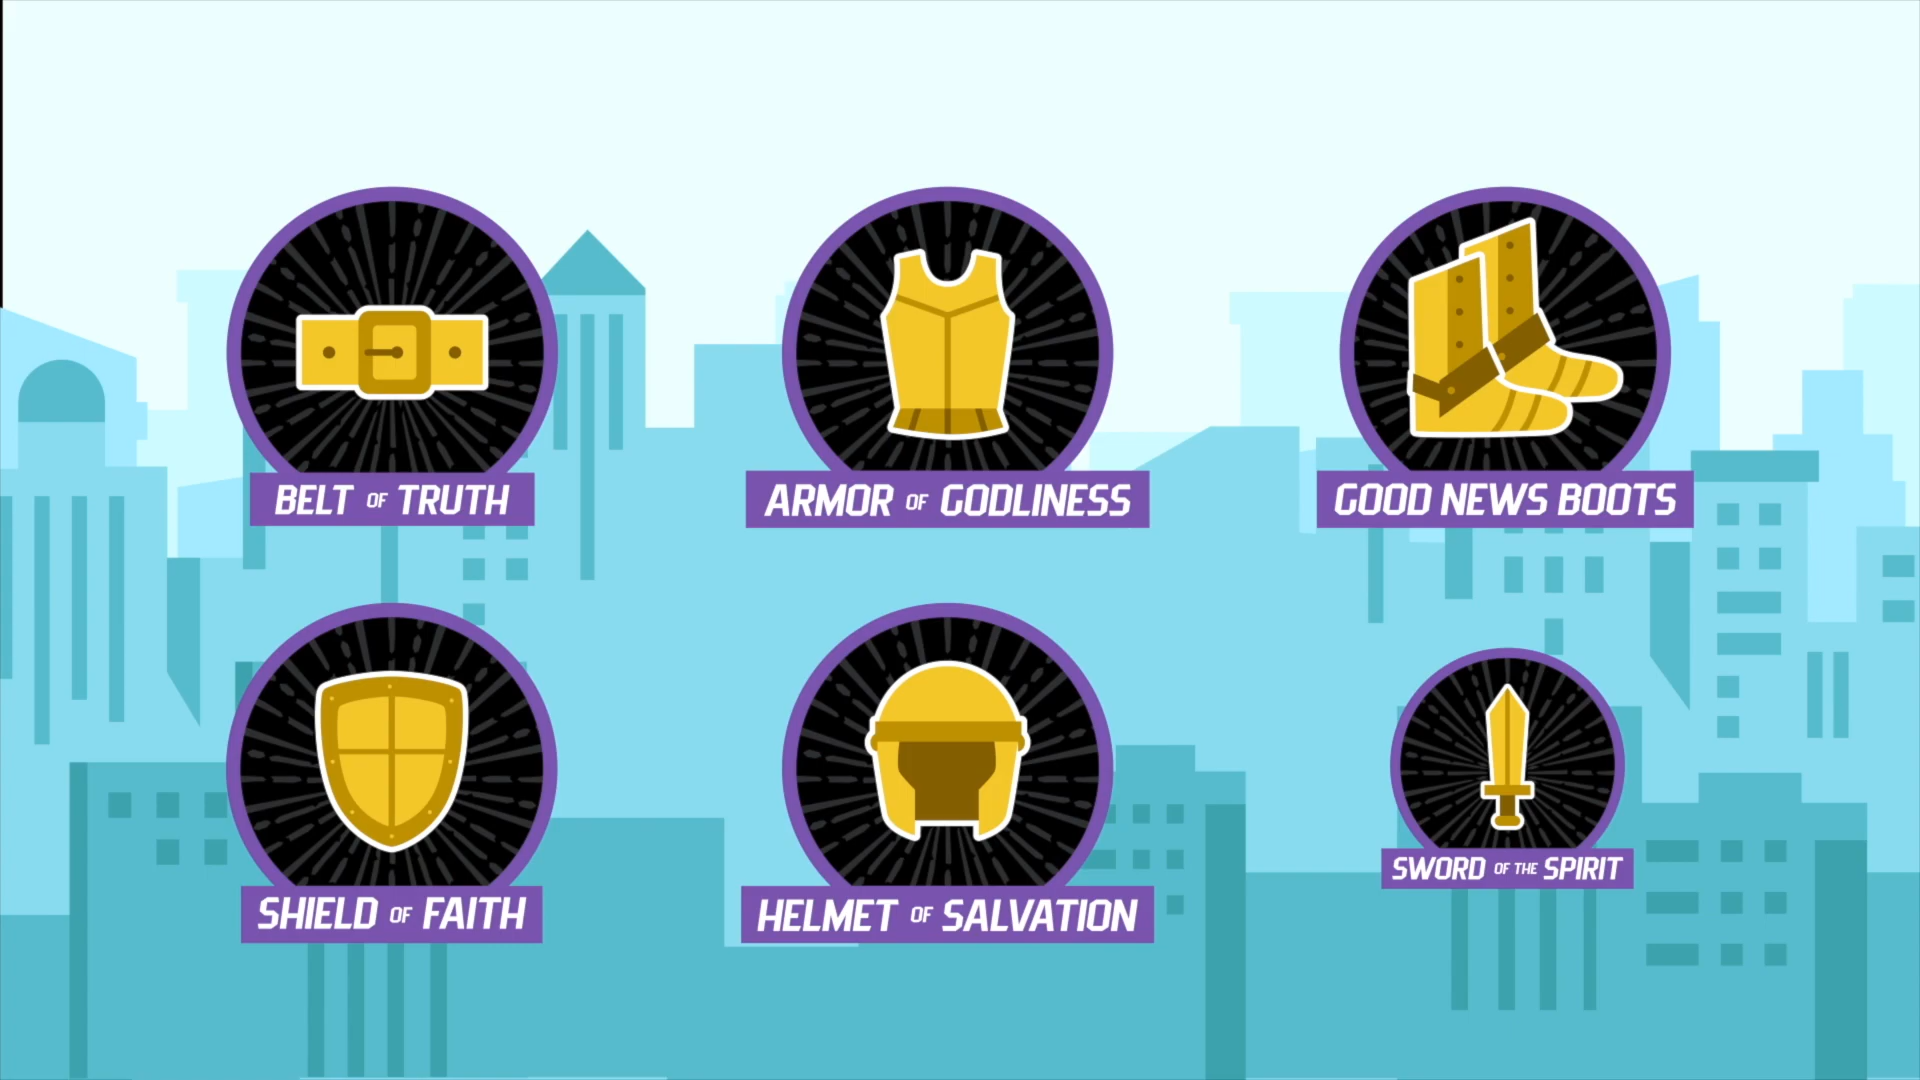 BELT OF TRUTH
ARMOR OF GODLINESS
GOOD NEWS BOOTS
SHIELD OF FAITH
HELMET OF SALVATION
SWORD OF THE SPIRIT